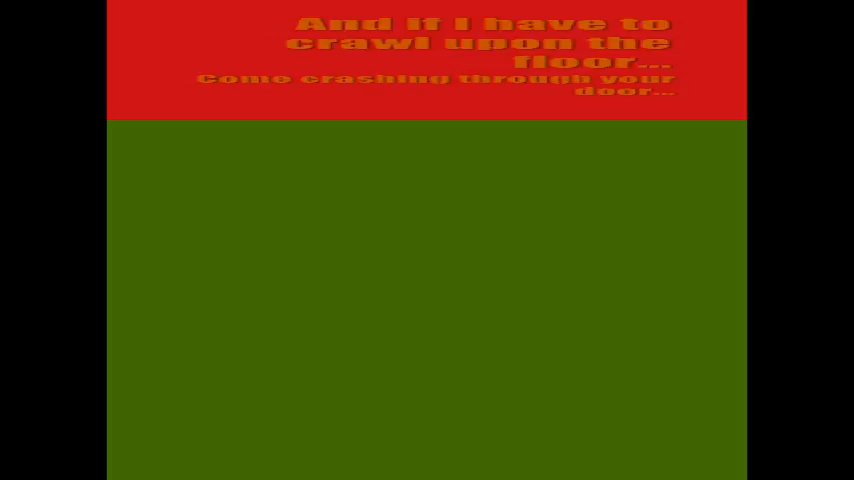 And if I have to
crawl upon the
floor...
Come crashing through your
door...